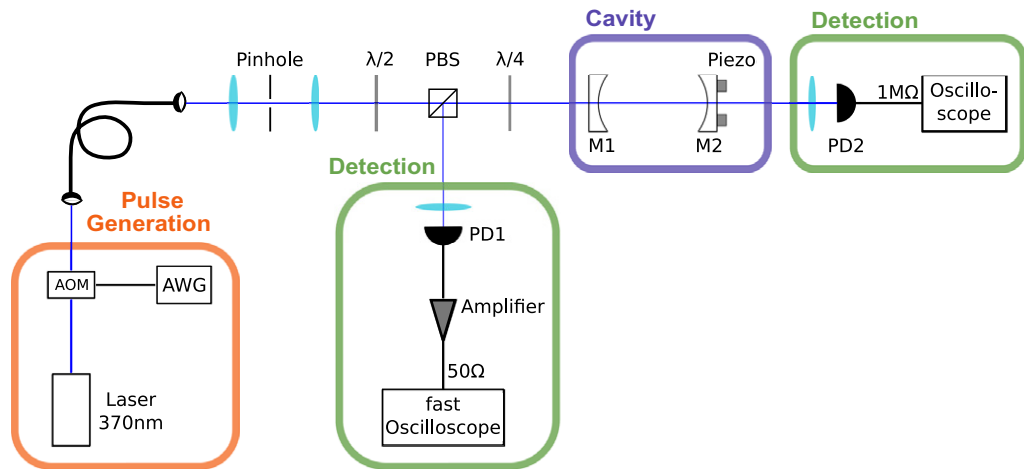 Cavity
Detection
Pinhole
λ/2
PBS
λ/4
Piezo
1MΩ
Oscillo-
scope
M1
M2
PD2
Detection
Pulse
Generation
PD1
AOM
AWG
Amplifier
50Ω
Laser
370nm
fast
Oscilloscope